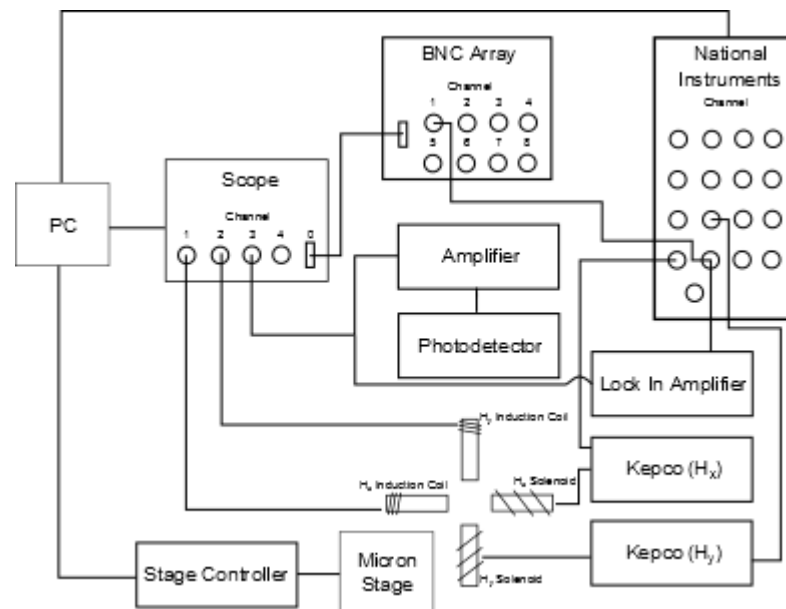 BNC Array
Channel
1 2 3 4
5 6 7 8
National
Instruments
Channel
Scope
Channel
1 2 3 4 0
PC
Amplifier
Photodetector
Lock In Amplifier
Hy Induction Coil
Hx Induction Coil
Hx Solenoid
Kepco (Hx)
Stage Controller
Micron
Stage
Hy Solenoid
Kepco (Hy)